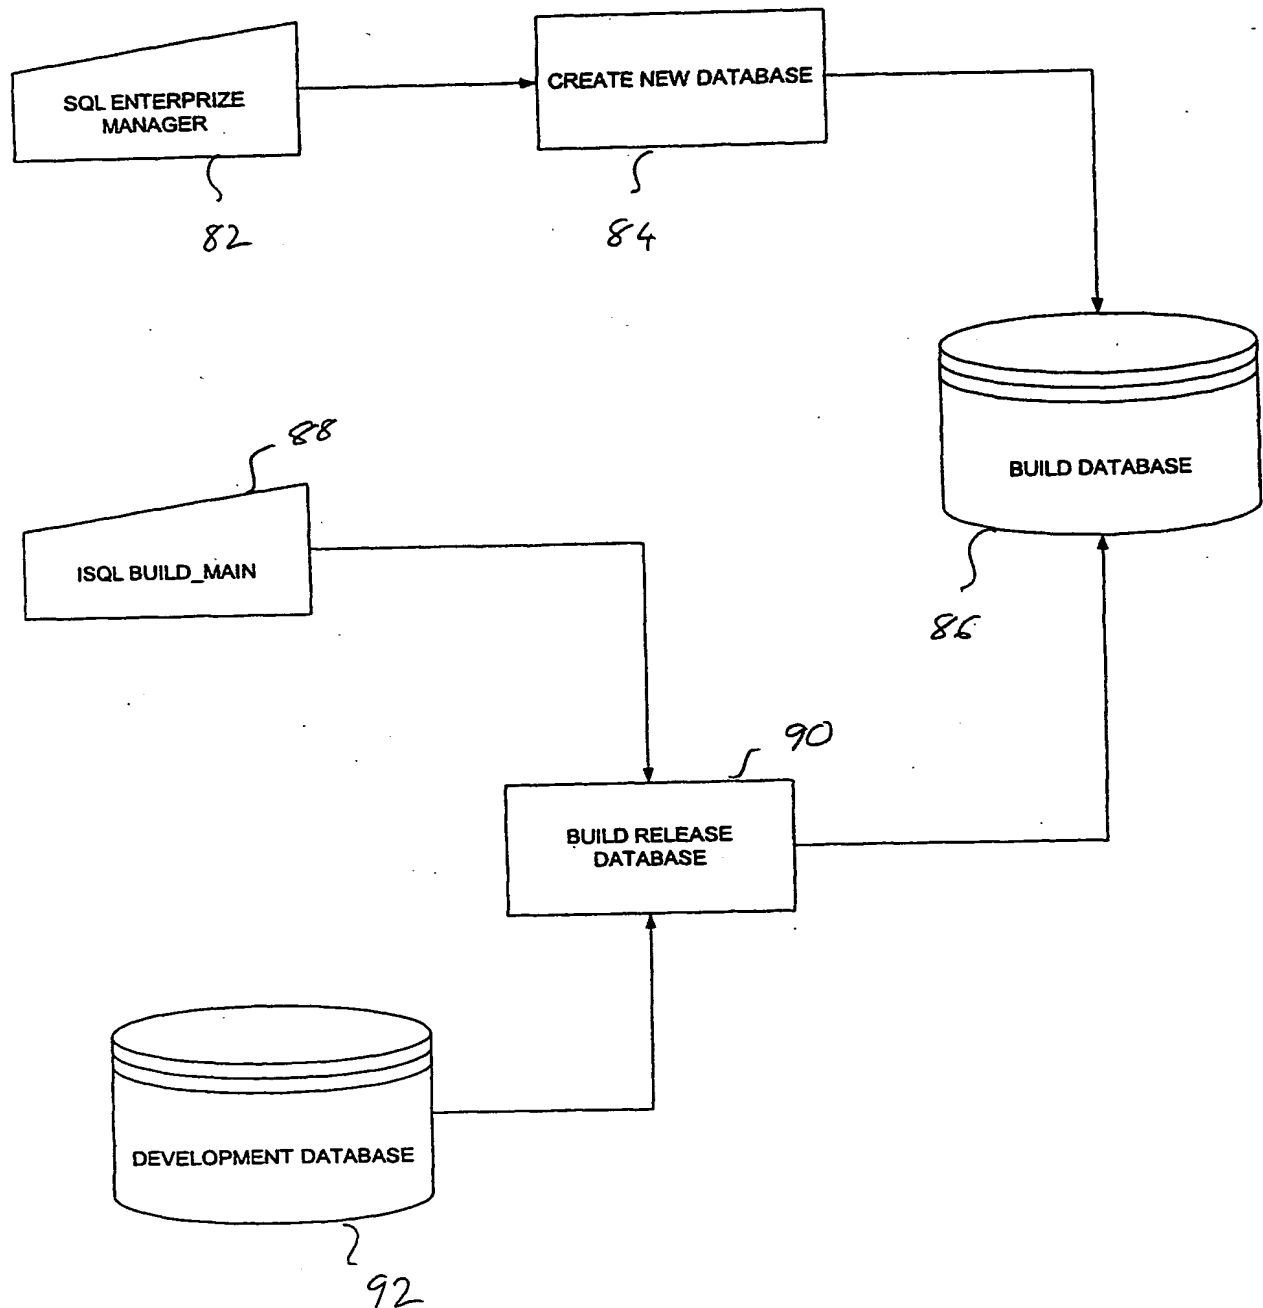 SQL ENTERPRIZE
MANAGER
82
CREATE NEW DATABASE
84
BUILD DATABASE
86
88
ISQL BUILD_MAIN
90
BUILD RELEASE
DATABASE
DEVELOPMENT DATABASE
92